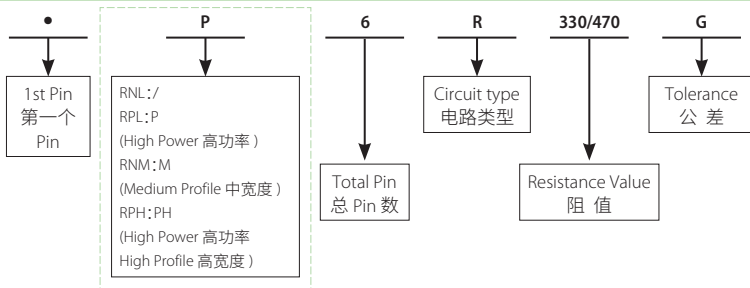 • P 6 R 330/470 G
1st Pin
第一个
Pin
RNL:/
RPL:P
(High Power 高功率)
RNM:M
(Medium Profile 中宽度)
RPH:PH
(High Power 高功率
High Profile 高宽度)
Total Pin
总 Pin 数
Circuit type
电路类型
Resistance Value
阻 值
Tolerance
公 差